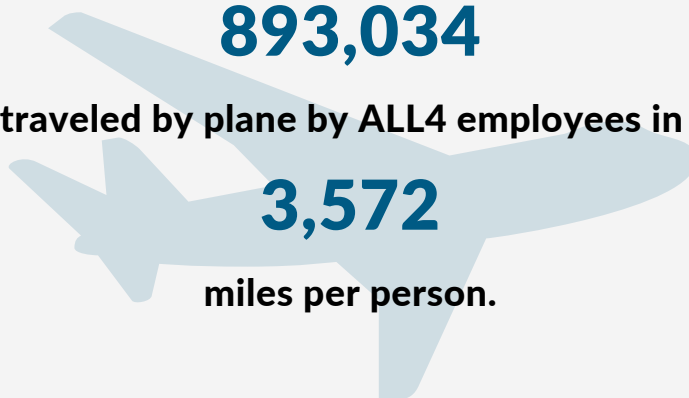 893,034
traveled by plane by ALL4 employees in
3,572
miles per person.